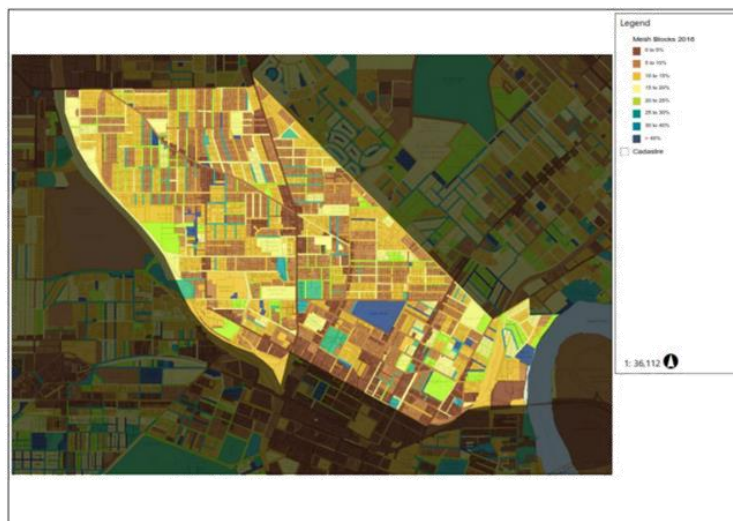 Legend
Mesh Blocks 2016
0 to 5%
5 to 10%
10 to 15%
15 to 20%
20 to 25%
25 to 30%
30 to 40%
> 40%
Cadastre
1: 36,112